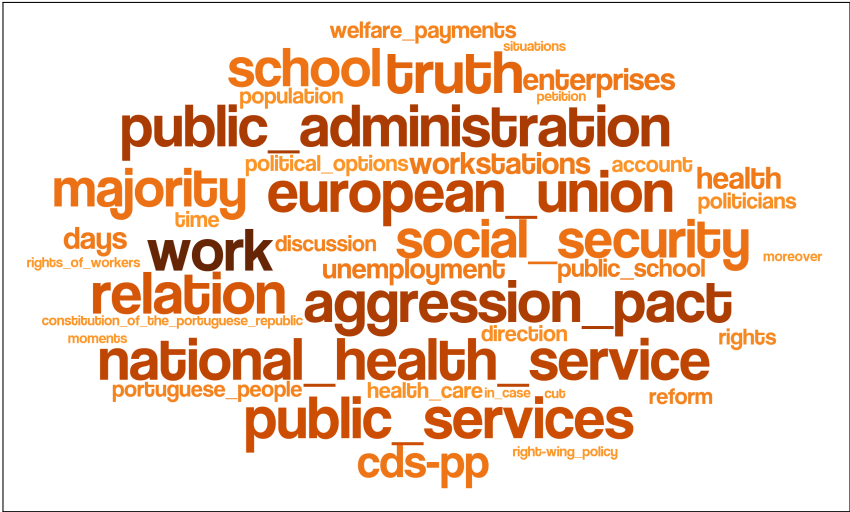 welfare_payments
situations
school truth enterprises
population petition
public_administration
political_options workstations account health
majority european_union politicians
time
days work discussion social_security moreover
rights_of_workers unemployment public_school
relation aggression_pact
constitution_of_the_portuguese_republic
moments direction rights
national_health_service
portuguese_people health_care in_case cut reform
public_services
cds-pp right-wing_policy